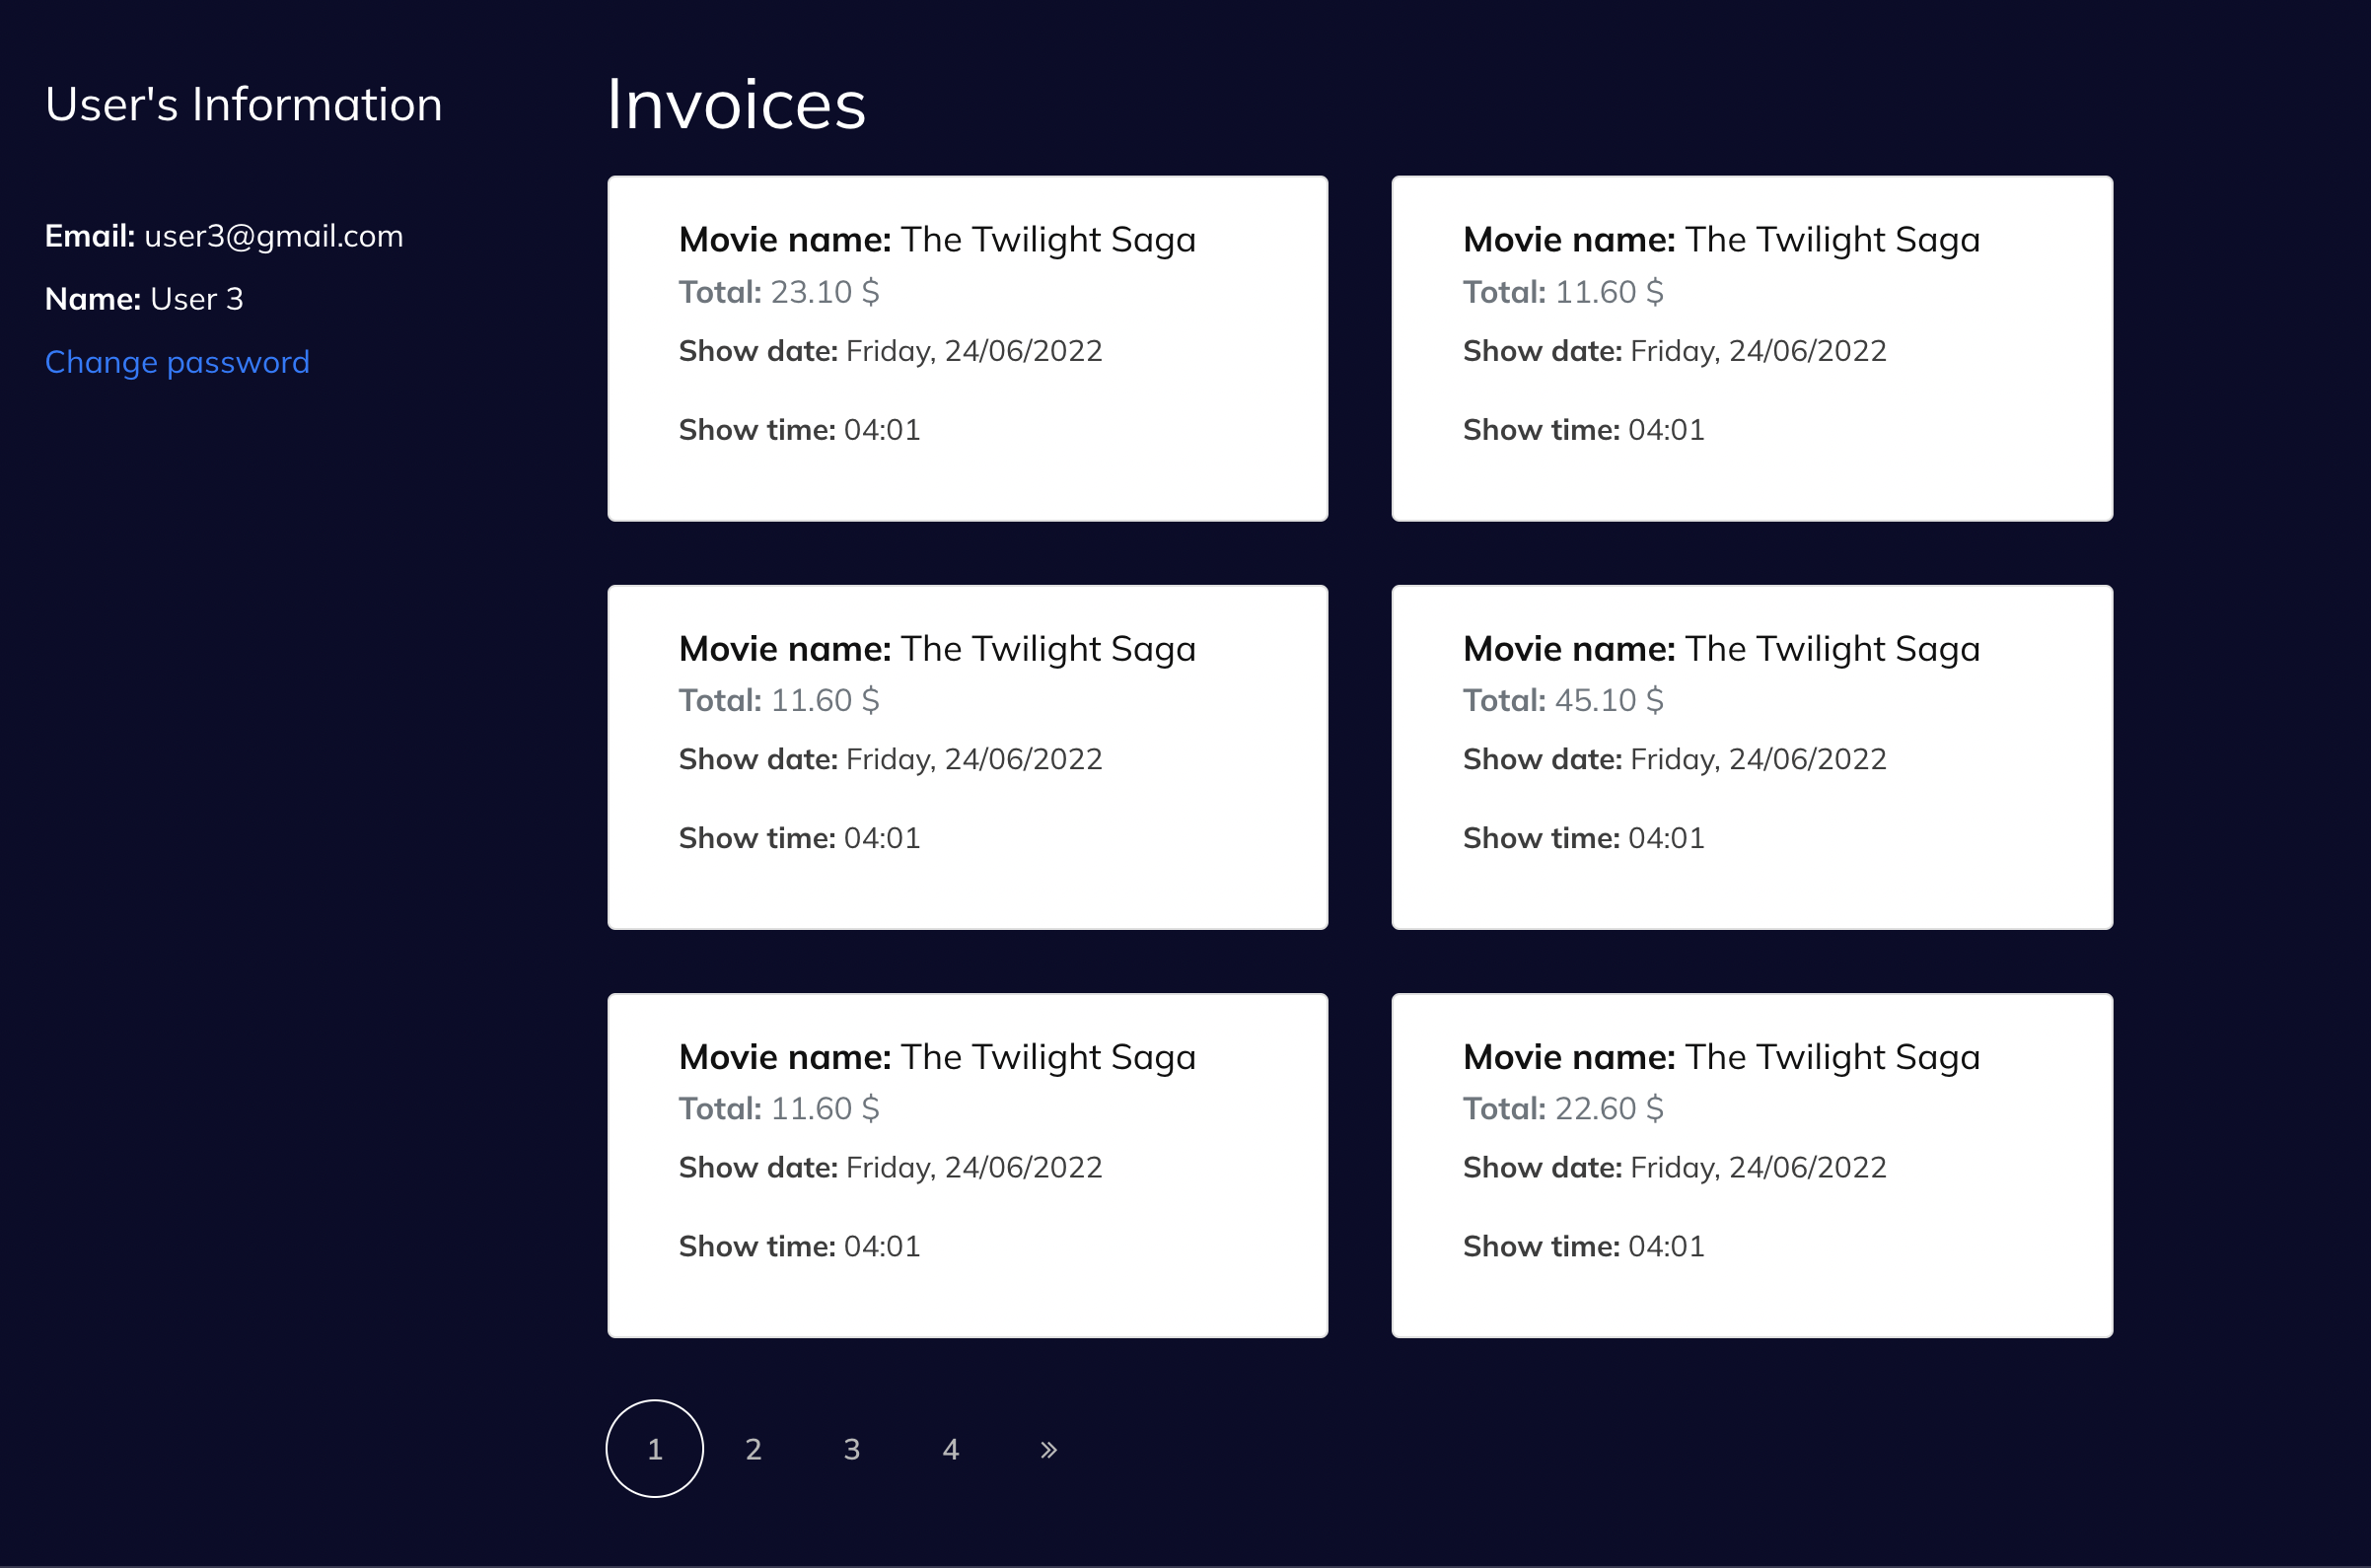 User's Information
Email: user3@gmail.com
Name: User 3
Change password
Invoices
Movie name: The Twilight Saga
Total: 23.10 $
Show date: Friday, 24/06/2022
Show time: 04:01
Movie name: The Twilight Saga
Total: 11.60 $
Show date: Friday, 24/06/2022
Show time: 04:01
Movie name: The Twilight Saga
Total: 11.60 $
Show date: Friday, 24/06/2022
Show time: 04:01
Movie name: The Twilight Saga
Total: 45.10 $
Show date: Friday, 24/06/2022
Show time: 04:01
Movie name: The Twilight Saga
Total: 11.60 $
Show date: Friday, 24/06/2022
Show time: 04:01
Movie name: The Twilight Saga
Total: 22.60 $
Show date: Friday, 24/06/2022
Show time: 04:01
1 2 3 4 »